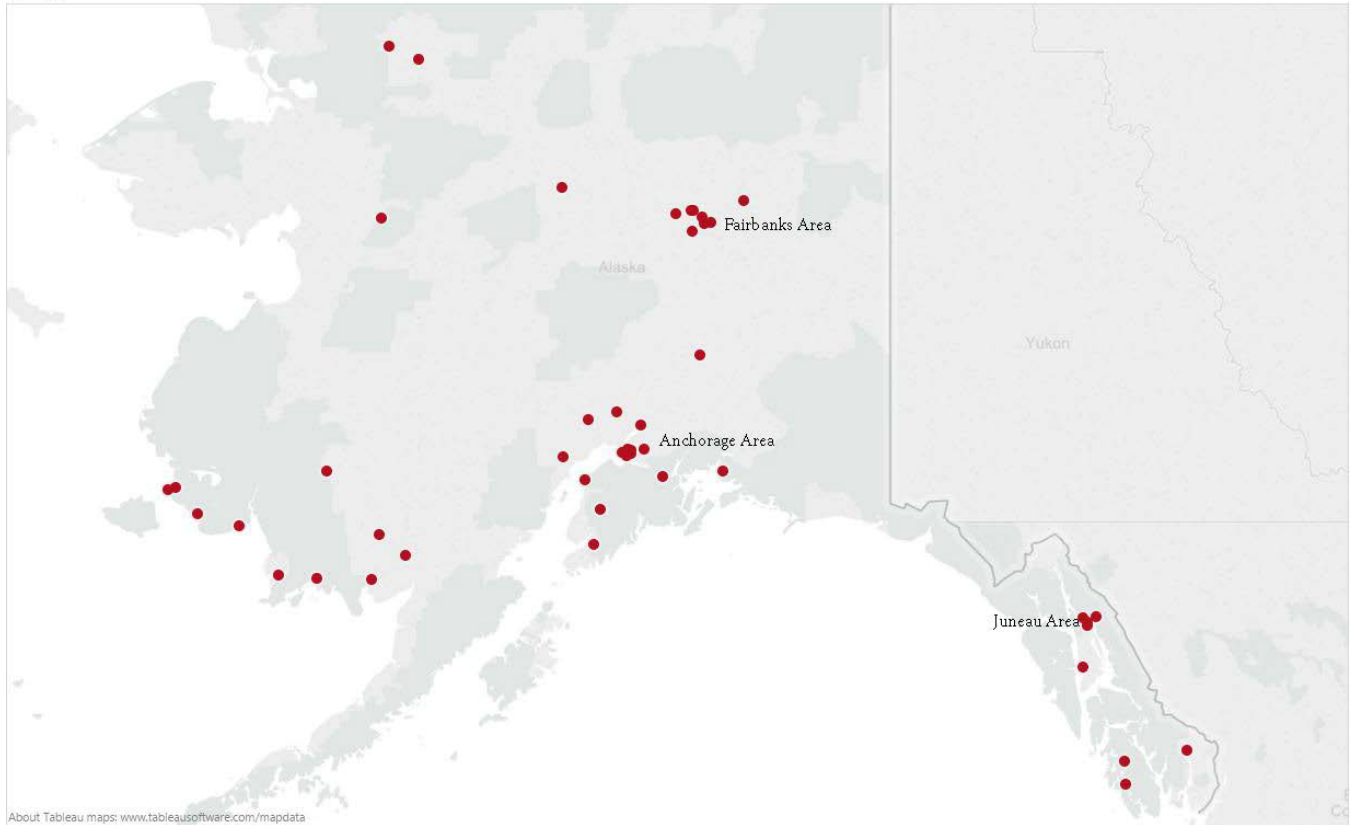 Fairbanks Area
Alaska
Yukon
Anchorage Area
Juneau Area
About Tableau maps: www.tableausoftware.com/mapdata